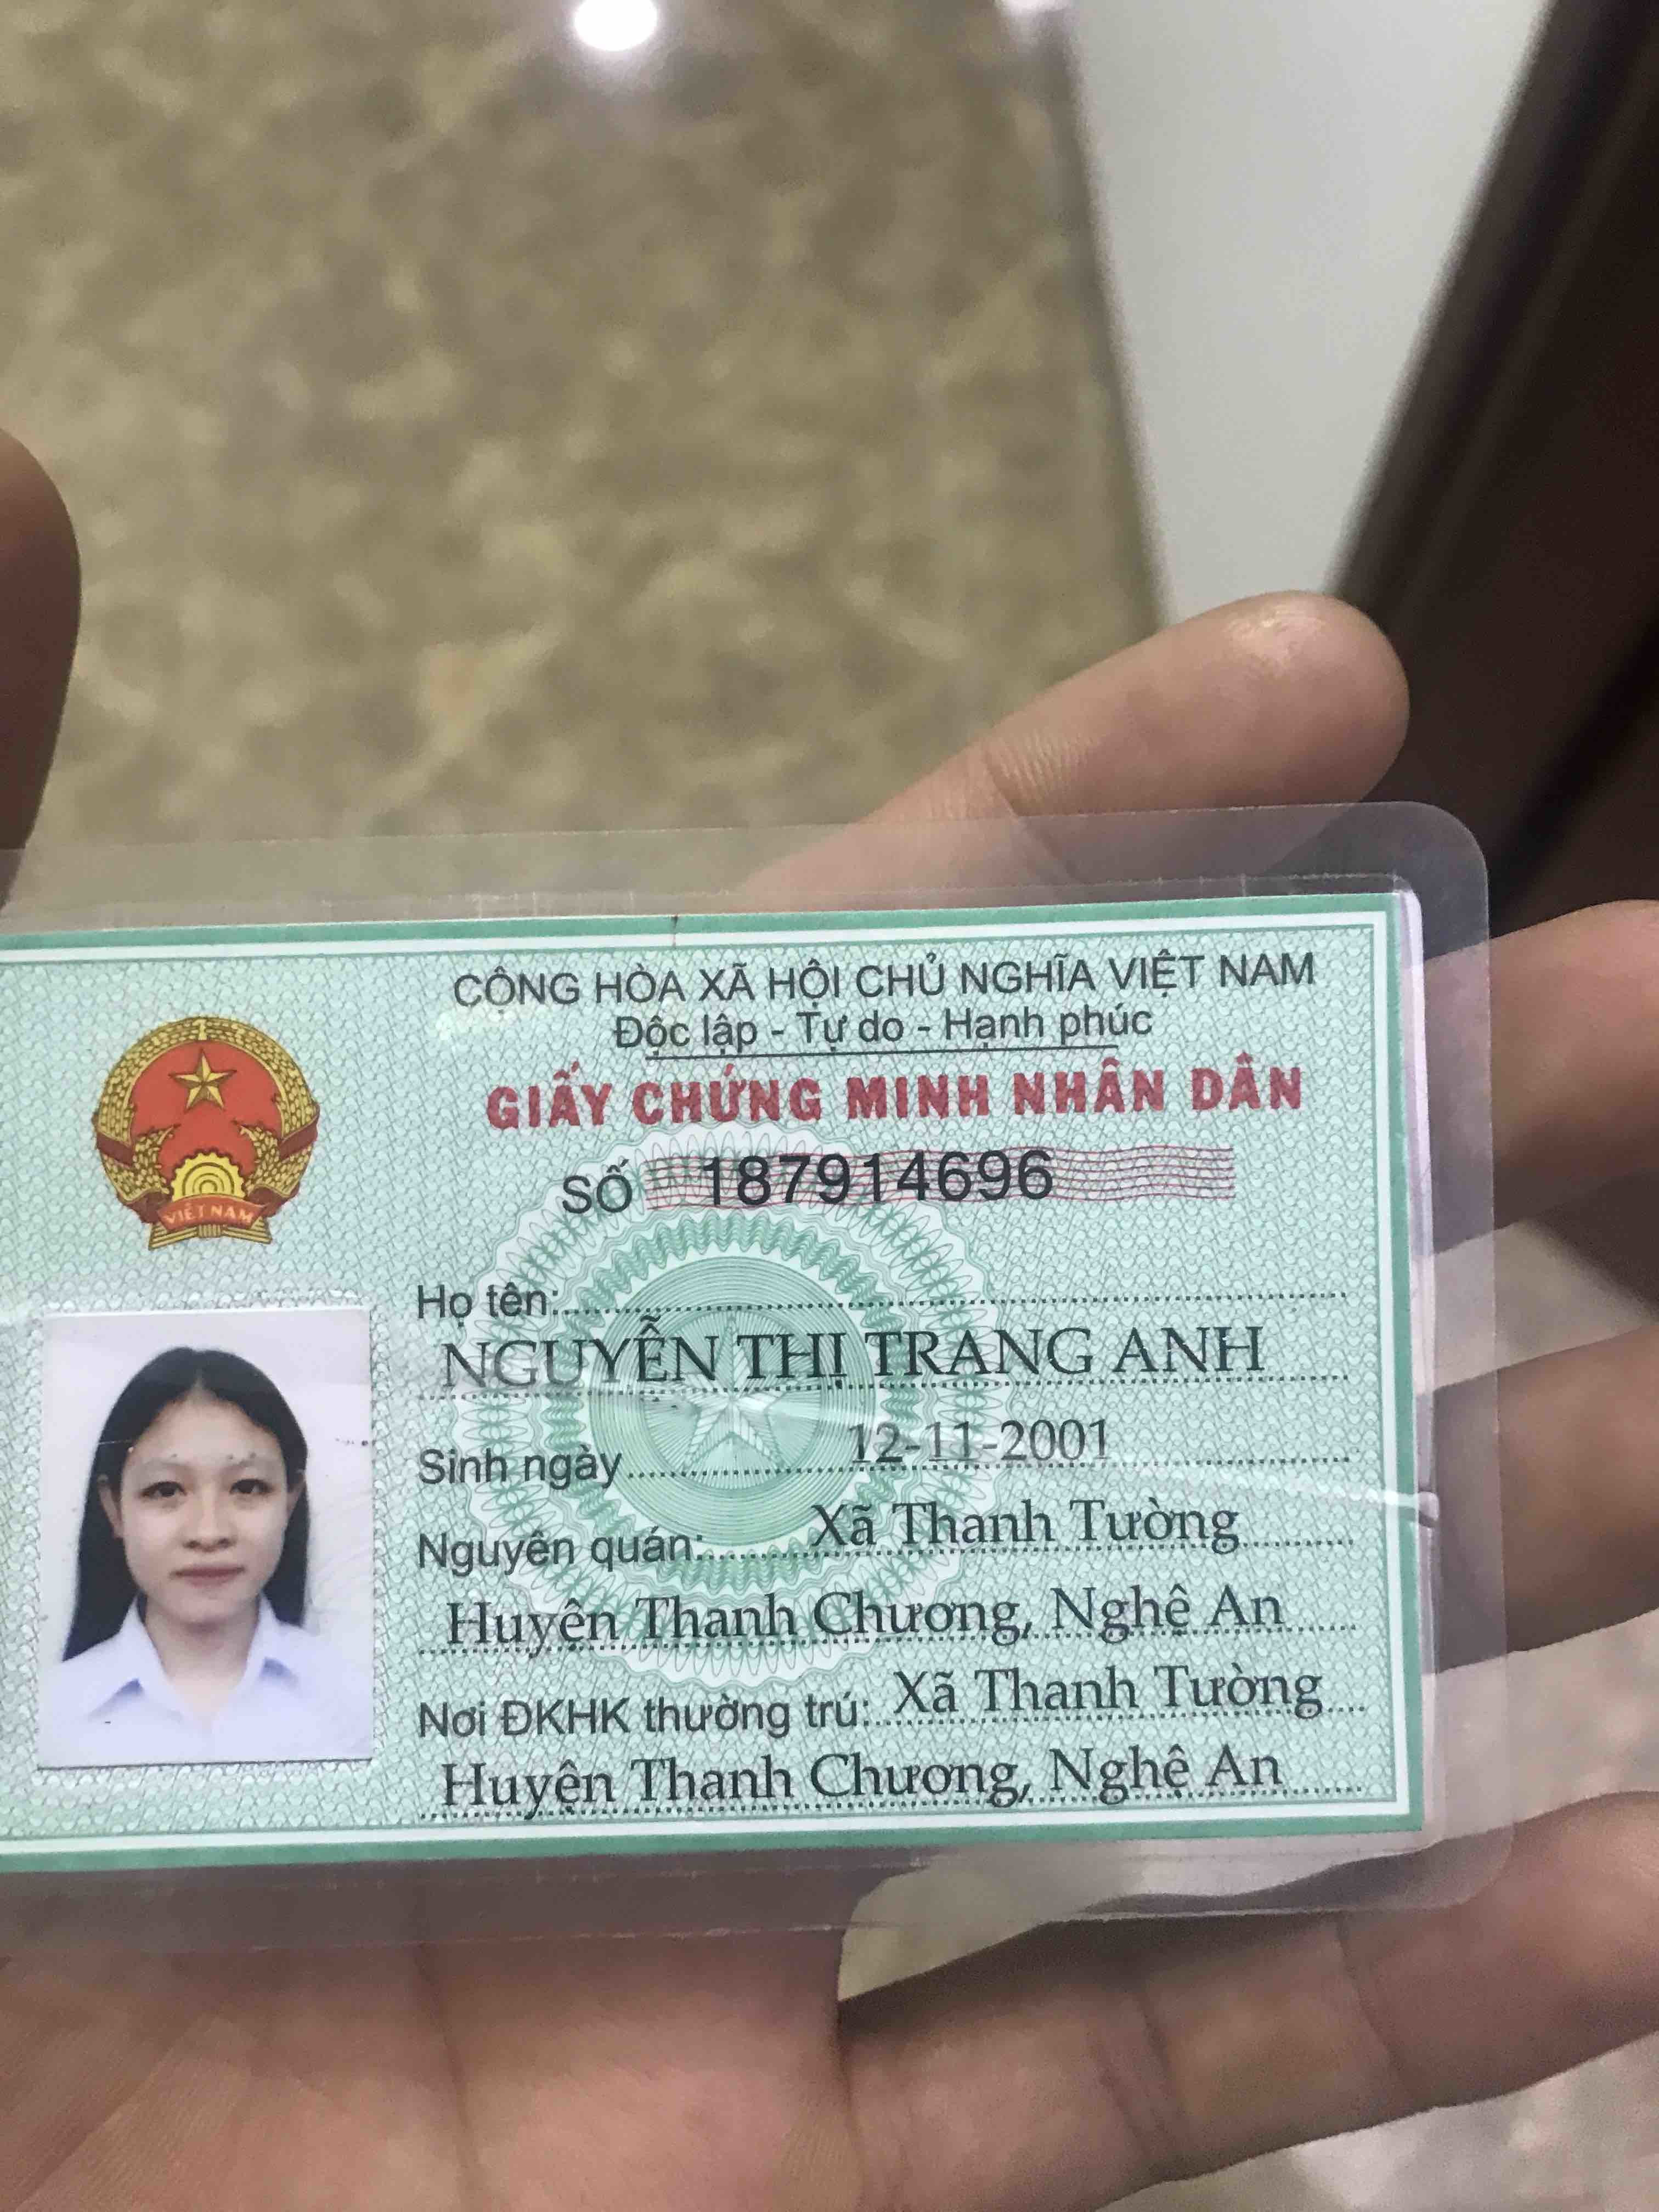 CỘNG HÒA XÃ HỘI CHỦ NGHĨA VIỆT NAM
Độc lập - Tự do - Hạnh phúc
GIẤY CHỨNG MINH NHÂN DÂN
SỐ 187914696
VIỆT NAM
Họ tên:
NGUYỄN THỊ TRANG ANH
Sinh ngày 12-11-2001
Nguyên quán: Xã Thanh Tường
Huyện Thanh Chương, Nghệ An
Nơi ĐKHK thường trú: Xã Thanh Tường
Huyện Thanh Chương, Nghệ An